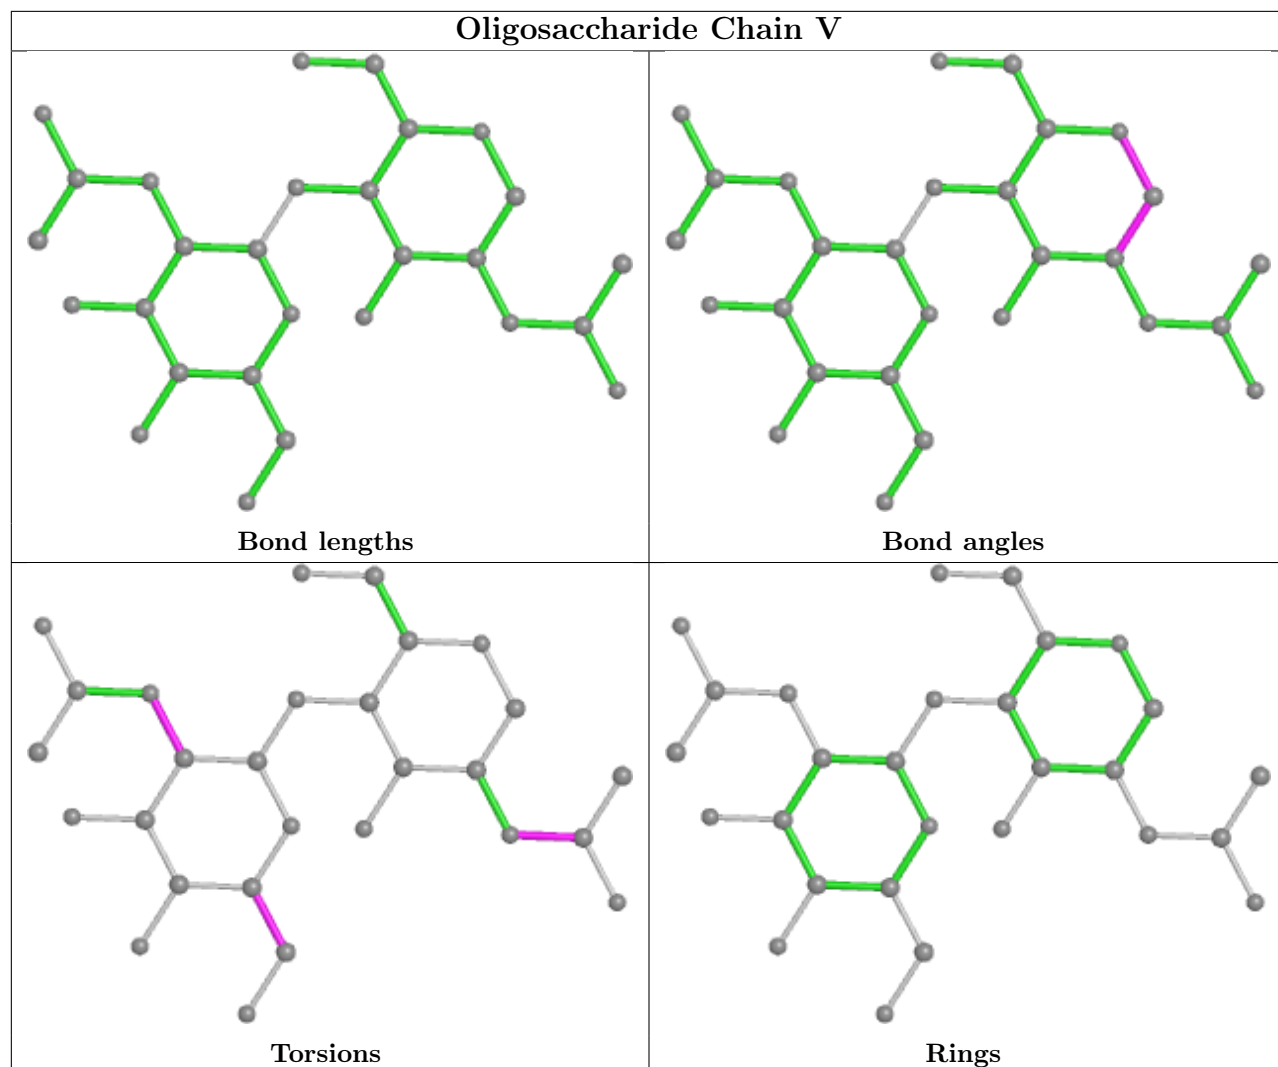 Oligosaccharide Chain V
Bond lengths
Bond angles
Torsions
Rings